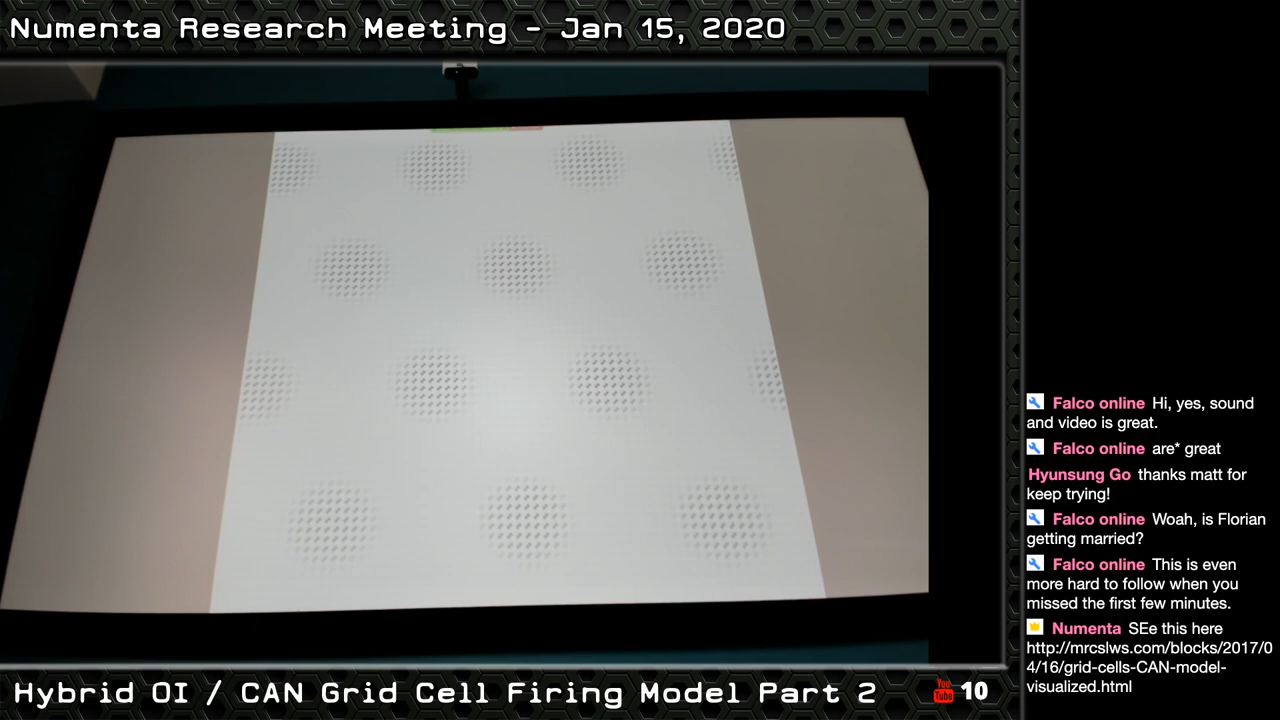 Numenta Research Meeting - Jan 15, 2020
Falco online Hi, yes, sound
and video is great.
Falco online are* great
Hyunsung Go thanks matt for
keep trying!
Falco online Woah, is Florian
getting married?
Falco online This is even
more hard to follow when you
missed the first few minutes.
Numenta SEe this here
http://mrcslws.com/blocks/2017/0
4/16/grid-cells-CAN-model-
visualized.html
Hybrid OI / CAN Grid Cell Firing Model Part 2
You Tube 10